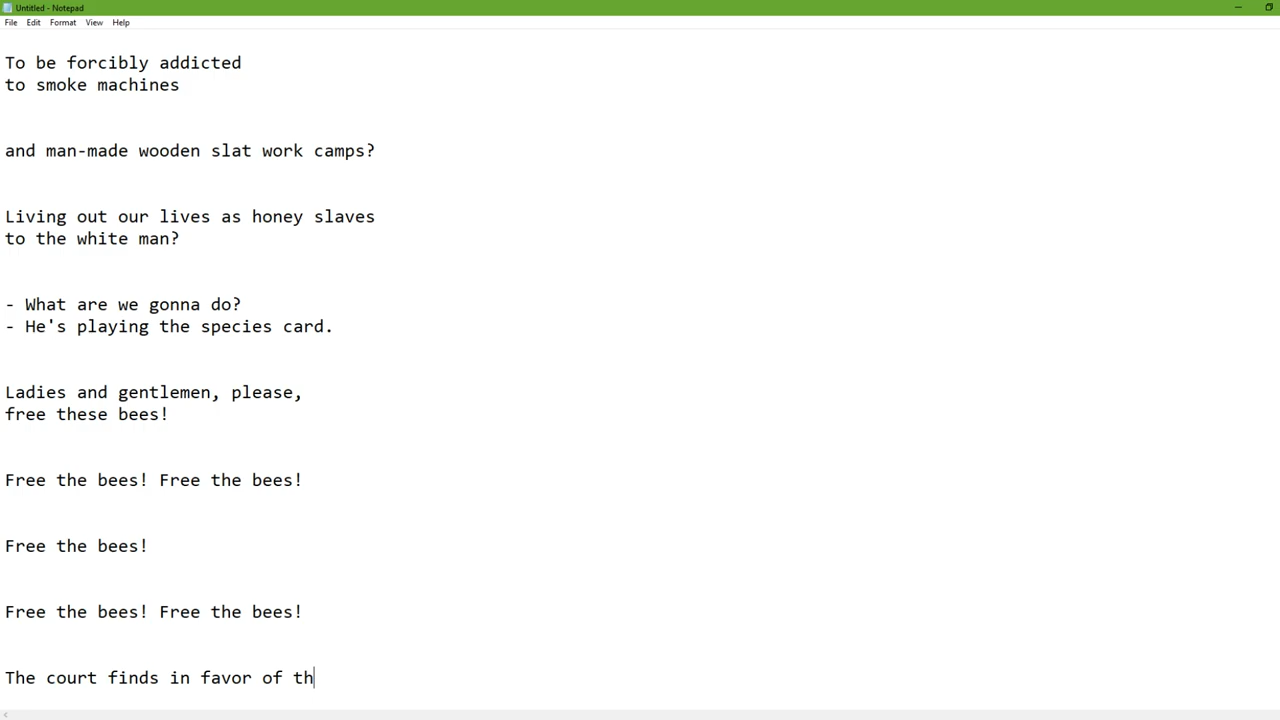 Untitled - Notepad
File Edit Format View Help
To be forcibly addicted
to smoke machines
and man-made wooden slat work camps?
Living out our lives as honey slaves
to the white man?
- What are we gonna do?
- He's playing the species card.
Ladies and gentlemen, please,
free these bees!
Free the bees! Free the bees!
Free the bees!
Free the bees! Free the bees!
The court finds in favor of th